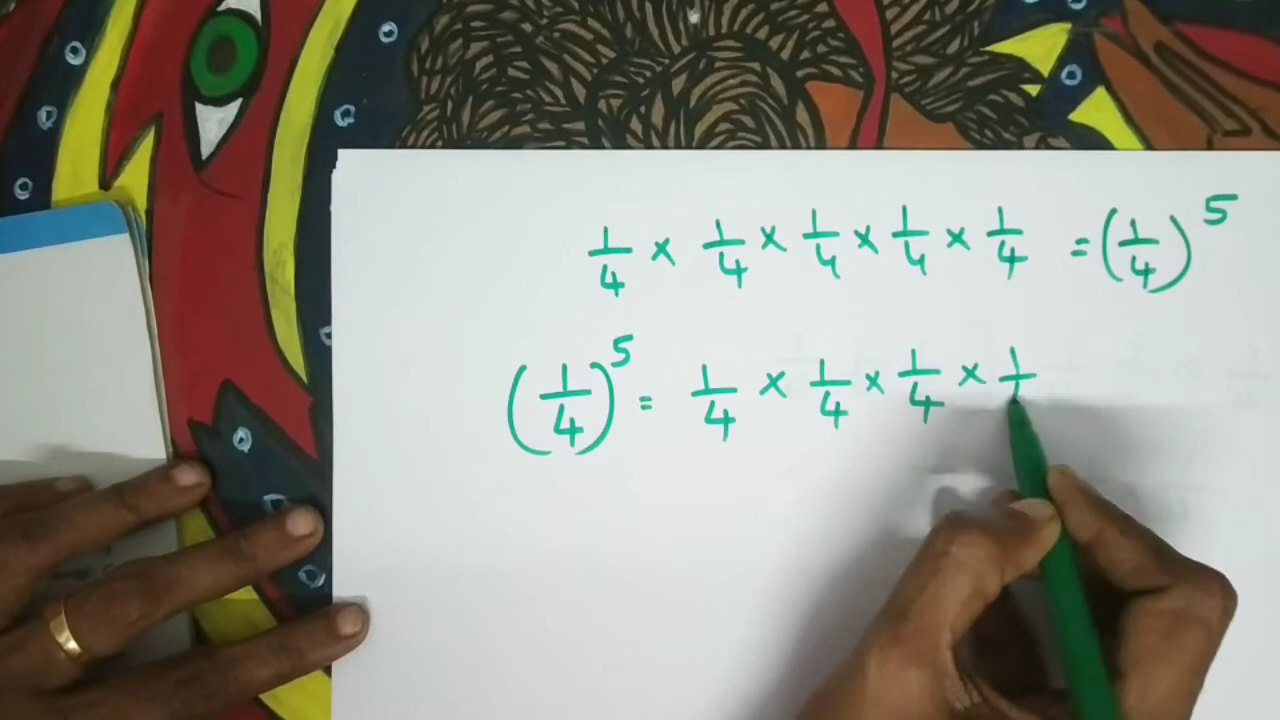 1/4 × 1/4 × 1/4 × 1/4 × 1/4 = (1/4)^5
(1/4)^5 = 1/4 × 1/4 × 1/4 × 1/